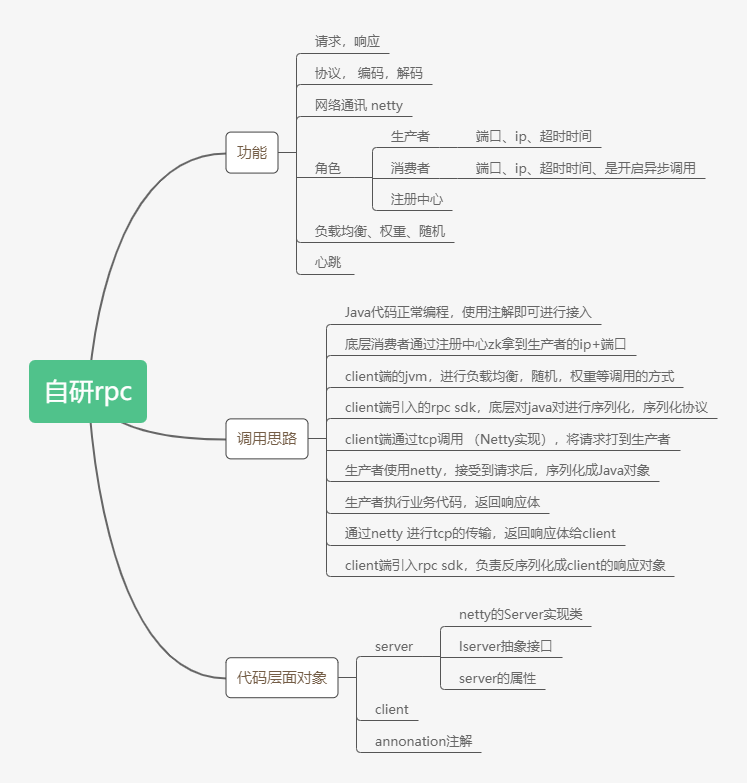 自研rpc
功能
请求，响应
协议， 编码，解码
网络通讯 netty
角色
生产者
端口、ip、超时时间
消费者
端口、ip、超时时间、是开启异步调用
注册中心
负载均衡、权重、随机
心跳
调用思路
Java代码正常编程，使用注解即可进行接入
底层消费者通过注册中心zk拿到生产者的ip+端口
client端的jvm，进行负载均衡，随机，权重等调用的方式
client端引入的rpc sdk，底层对java对进行序列化，序列化协议
client端通过tcp调用 （Netty实现），将请求打到生产者
生产者使用netty，接受到请求后，序列化成Java对象
生产者执行业务代码，返回响应体
通过netty 进行tcp的传输，返回响应体给client
client端引入rpc sdk，负责反序列化成client的响应对象
代码层面对象
server
netty的Server实现类
Iserver抽象接口
server的属性
client
annonation注解